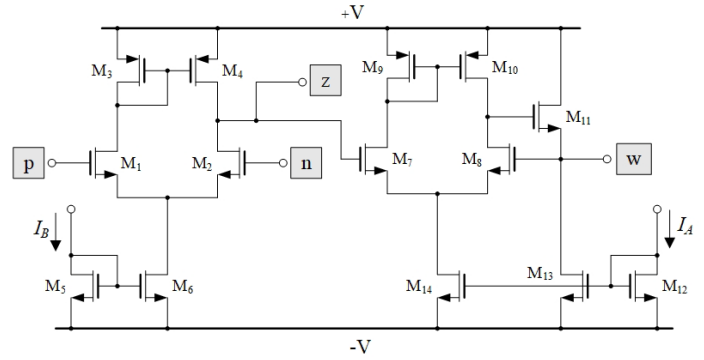 +V
M3 M4 M9 M10
z
M11
p M1 M2 n M7 M8 w
IB IA
M5 M6 M14 M13 M12
-V